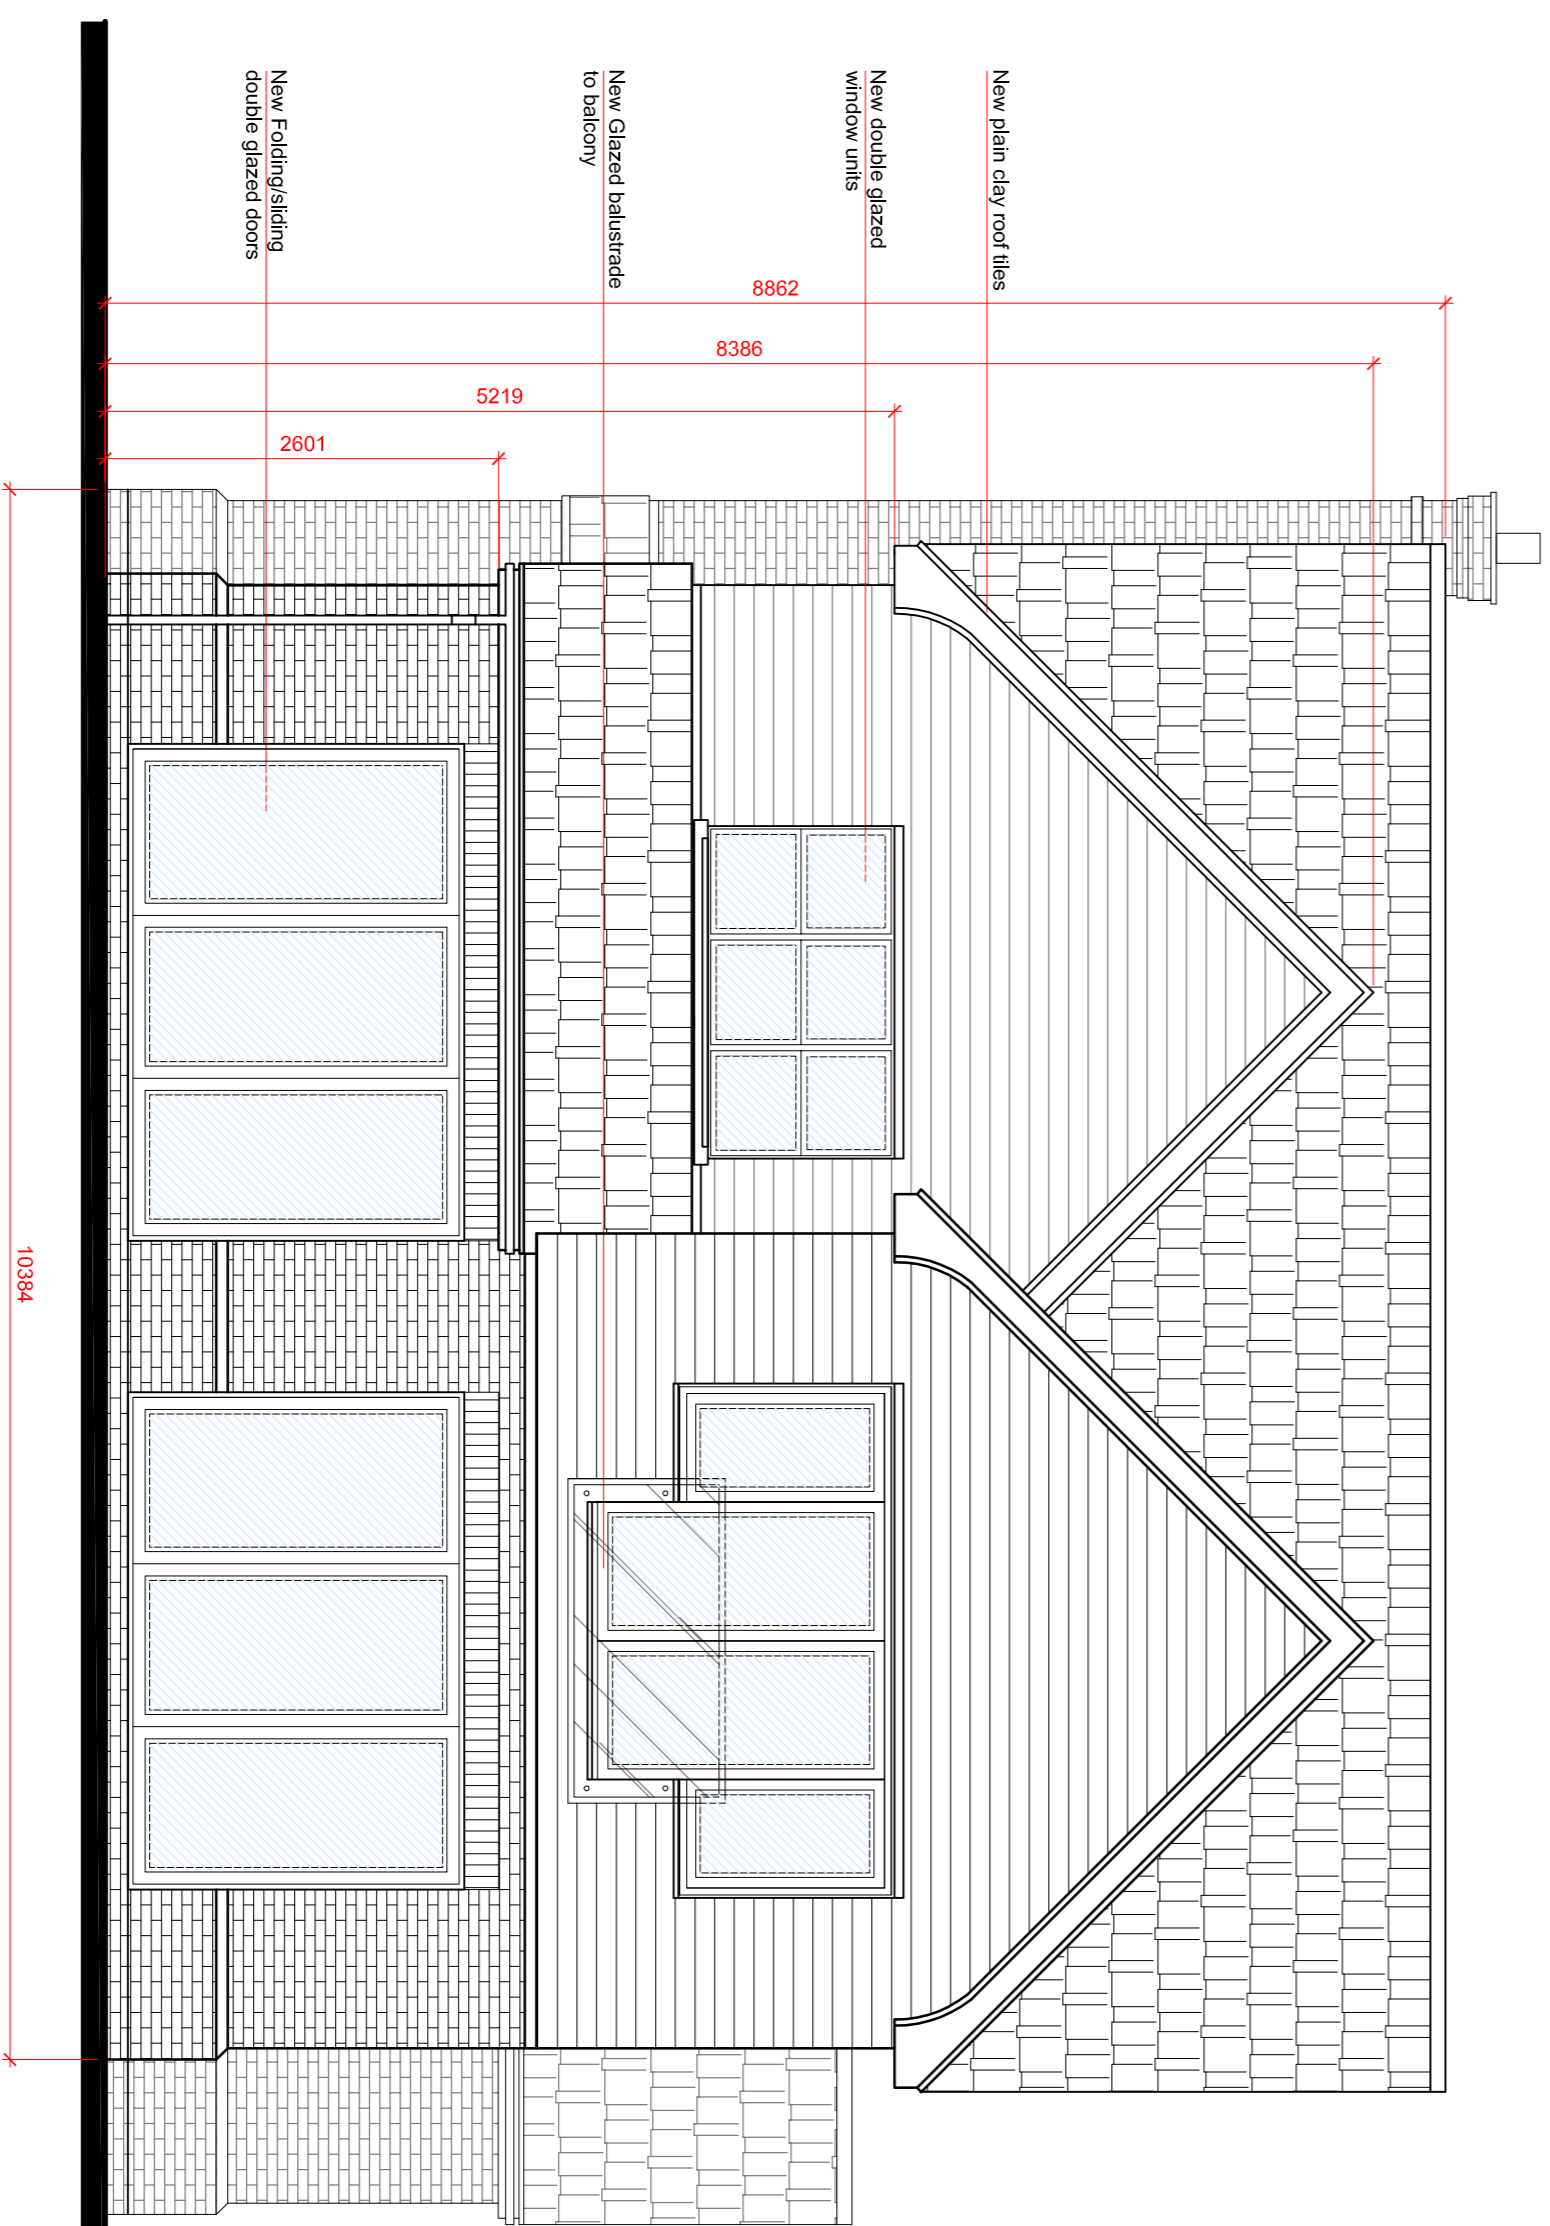 New plain clay roof tiles
New double glazed
window units
New Glazed balustrade
to balcony
New Folding/sliding
double glazed doors
8862
8386
5219
2601
10384